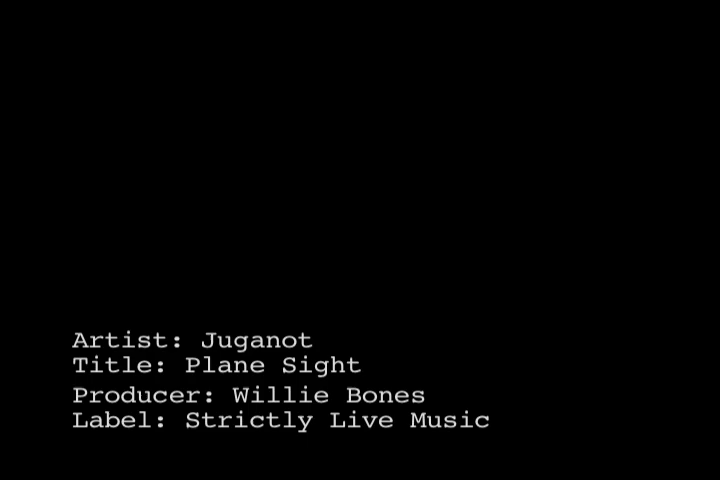 Artist: Juganot
Title: Plane Sight
Producer: Willie Bones
Label: Strictly Live Music